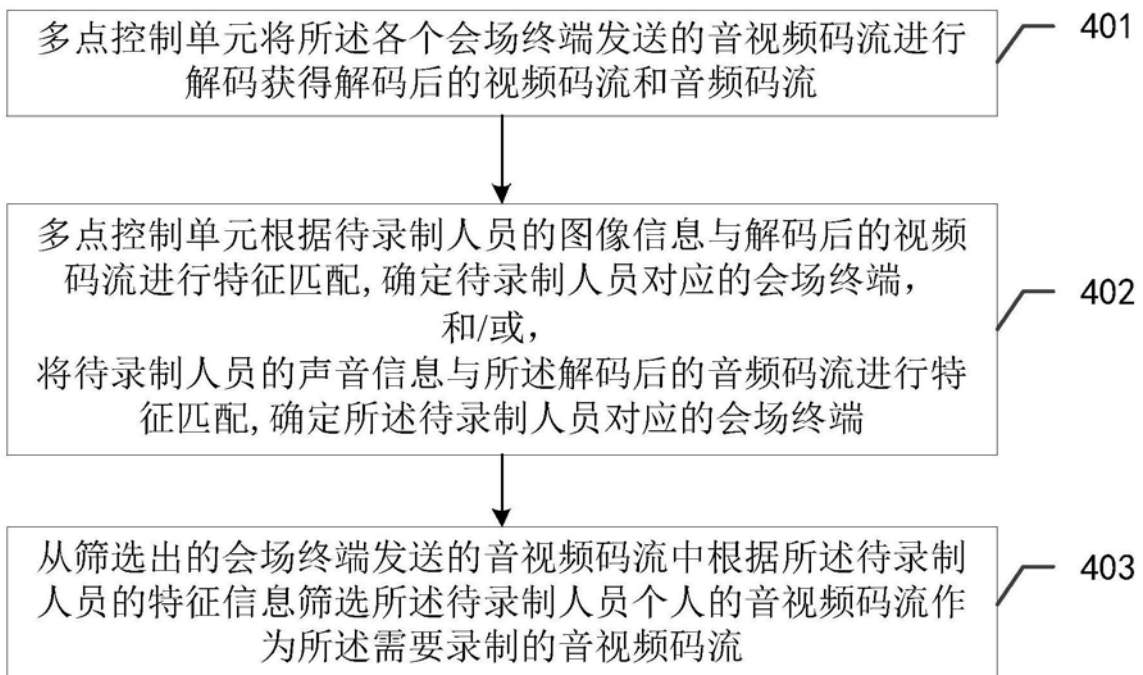 多点控制单元将所述各个会场终端发送的音视频码流进行
解码获得解码后的视频码流和音频码流
401
多点控制单元根据待录制人员的图像信息与解码后的视频
码流进行特征匹配,确定待录制人员对应的会场终端，
和/或，
将待录制人员的声音信息与所述解码后的音频码流进行特
征匹配,确定所述待录制人员对应的会场终端
402
从筛选出的会场终端发送的音视频码流中根据所述待录制
人员的特征信息筛选所述待录制人员个人的音视频码流作
为所述需要录制的音视频码流
403